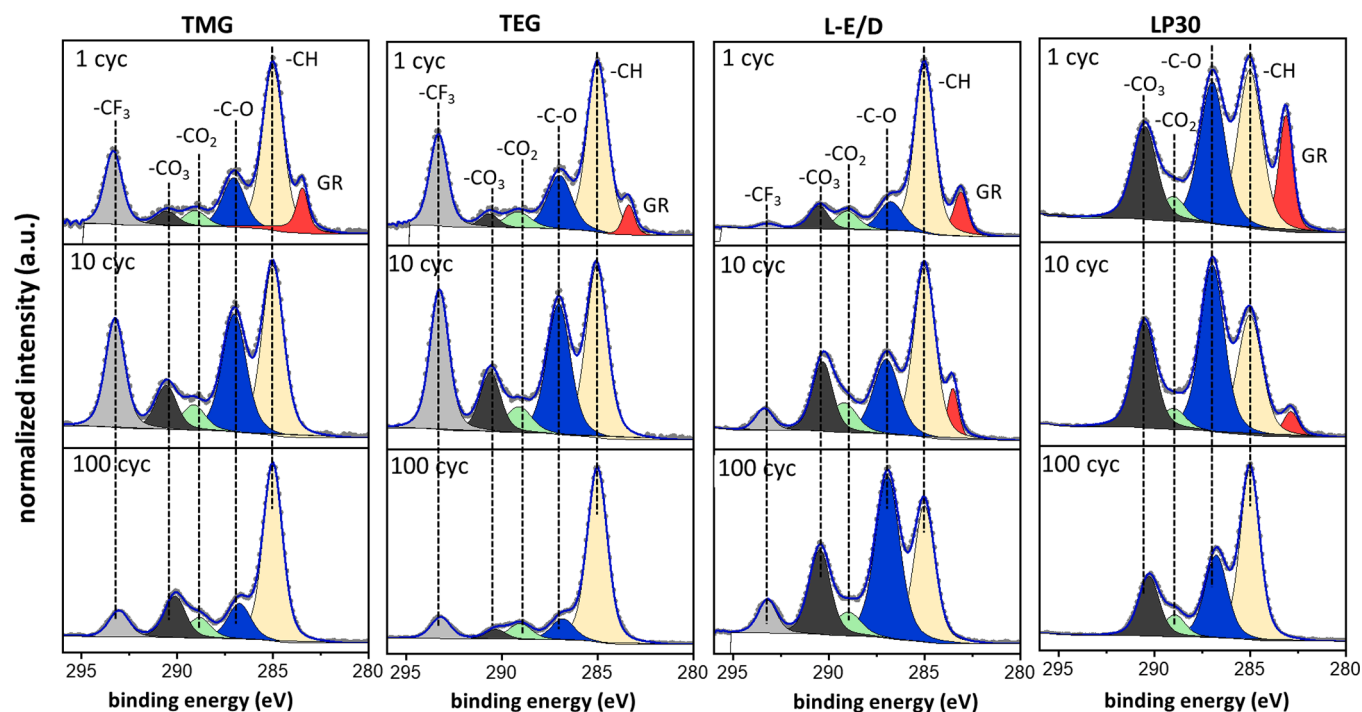 TMG
TEG
L-E/D
LP30
normalized intensity (a.u.)
1 cyc
-CF₃
-CO₃
-CO₂
-C-O
-CH
GR
1 cyc
-CF₃
-CO₃
-CO₂
-C-O
-CH
GR
1 cyc
-CF₃
-CO₃
-CO₂
-C-O
-CH
GR
1 cyc
-CO₃
-CO₂
-C-O
-CH
GR
10 cyc
10 cyc
10 cyc
10 cyc
100 cyc
100 cyc
100 cyc
100 cyc
295 290 285 280
295 290 285 280
295 290 285 280
295 290 285 280
binding energy (eV)
binding energy (eV)
binding energy (eV)
binding energy (eV)